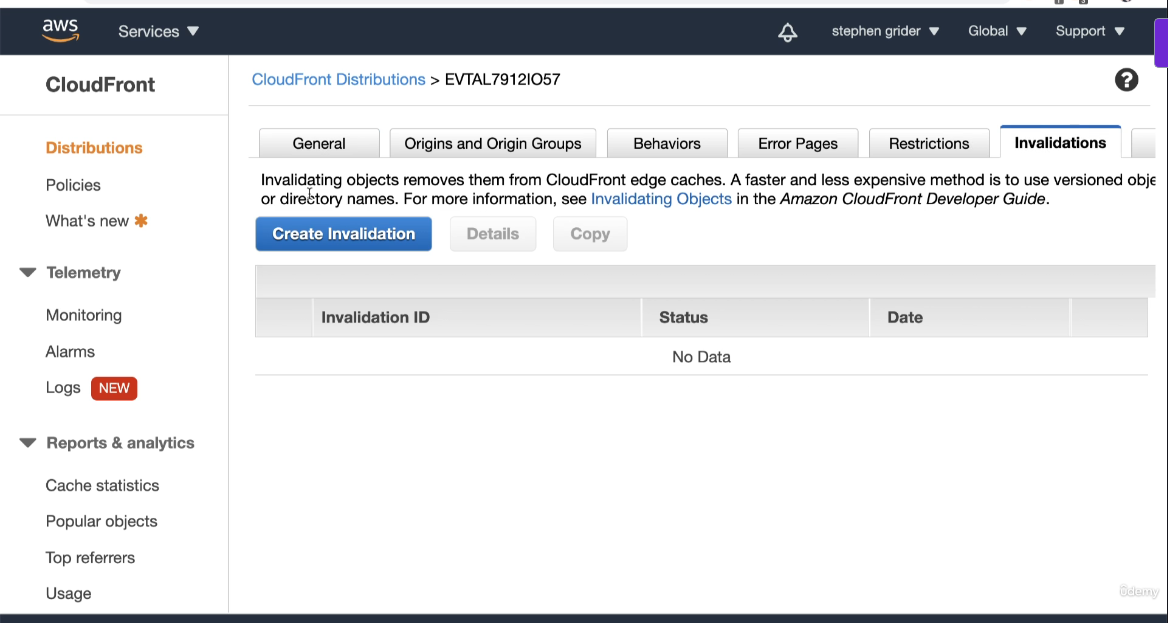 aws
Services
stephen grider
Global
Support
CloudFront
Distributions
Policies
What's new
Telemetry
Monitoring
Alarms
Logs NEW
Reports & analytics
Cache statistics
Popular objects
Top referrers
Usage
CloudFront Distributions > EVTAL7912IO57
?
General
Origins and Origin Groups
Behaviors
Error Pages
Restrictions
Invalidations
Invalidating objects removes them from CloudFront edge caches. A faster and less expensive method is to use versioned obje
or directory names. For more information, see Invalidating Objects in the Amazon CloudFront Developer Guide.
Create Invalidation
Details
Copy
Invalidation ID
Status
Date
No Data
ûdemy